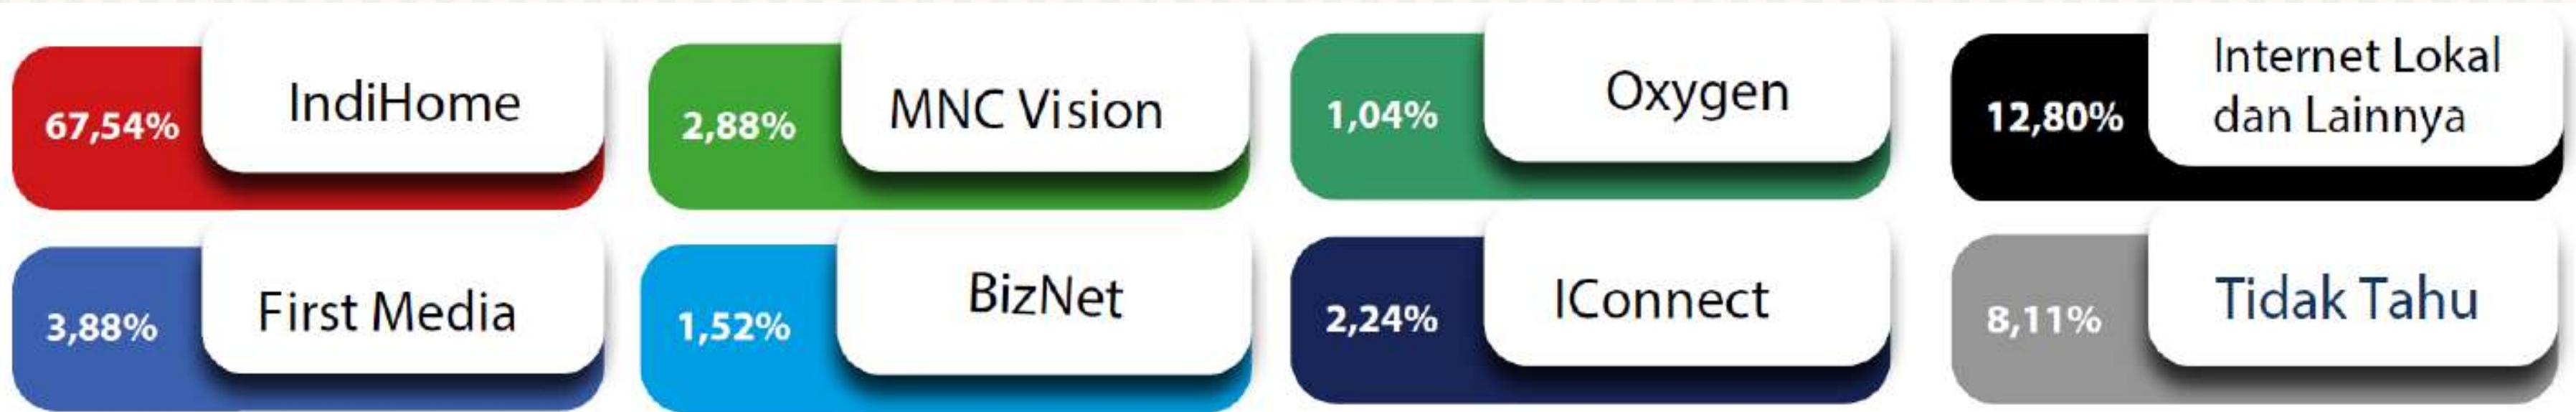 67,54%
IndiHome
2,88%
MNC Vision
1,04%
Oxygen
12,80%
Internet Lokal
dan Lainnya
3,88%
First Media
1,52%
BizNet
2,24%
IConnect
8,11%
Tidak Tahu